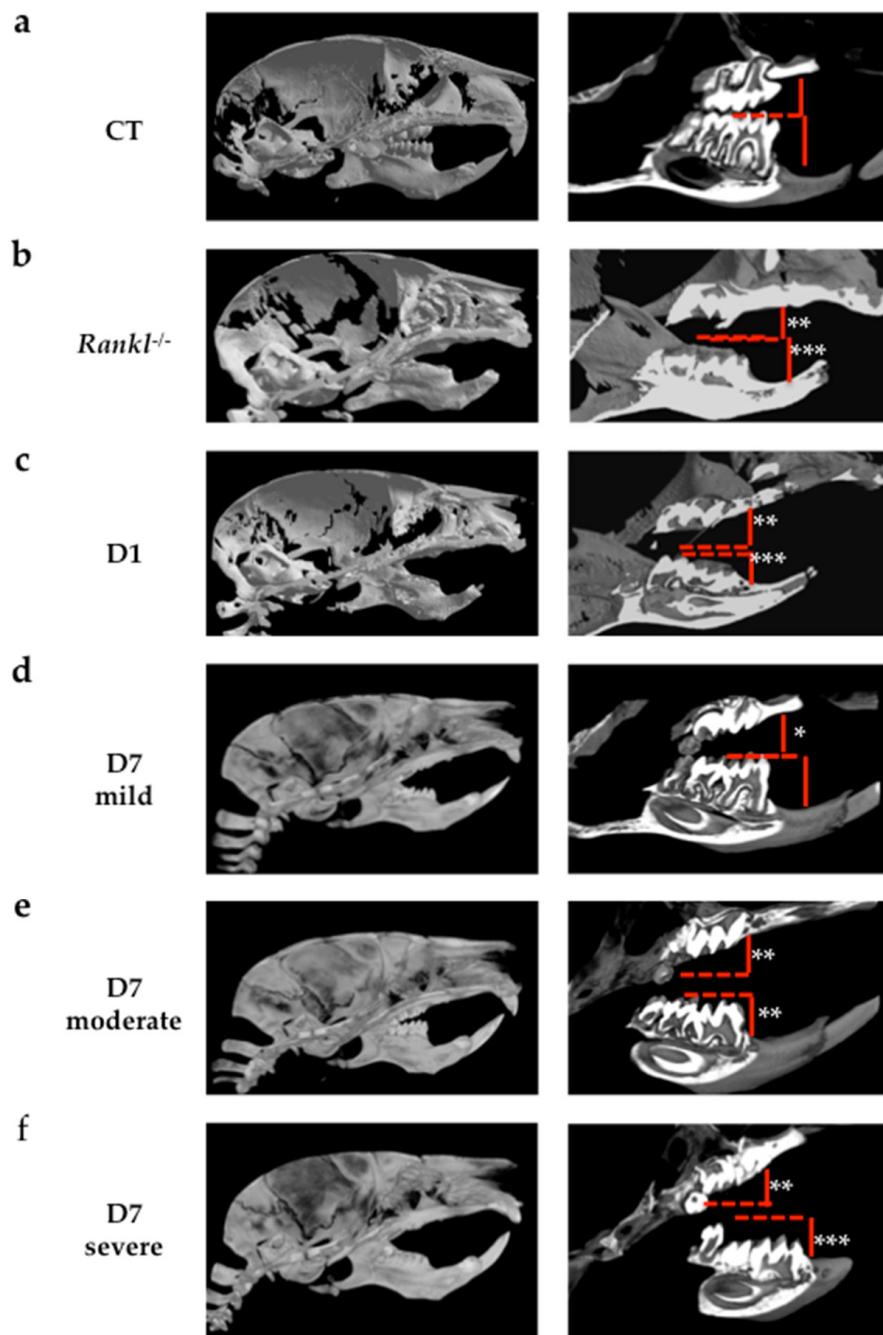 a
CT
b
Rankl-/-
**
***
c
D1
**
***
d
D7
mild
*
e
D7
moderate
**
**
f
D7
severe
**
***